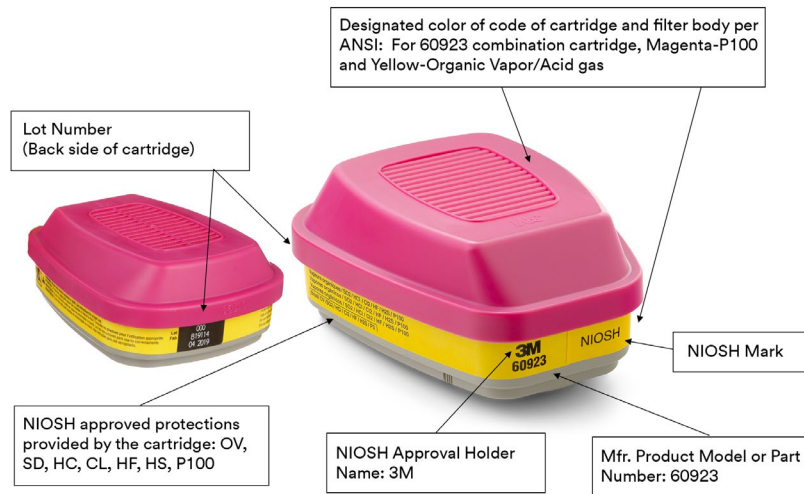 Designated color of code of cartridge and filter body per
ANSI: For 60923 combination cartridge, Magenta-P100
and Yellow-Organic Vapor/Acid gas
Lot Number
(Back side of cartridge)
000
B19114
04 2019
3M
60923
NIOSH
NIOSH Mark
NIOSH approved protections
provided by the cartridge: OV,
SD, HC, CL, HF, HS, P100
NIOSH Approval Holder
Name: 3M
Mfr. Product Model or Part
Number: 60923